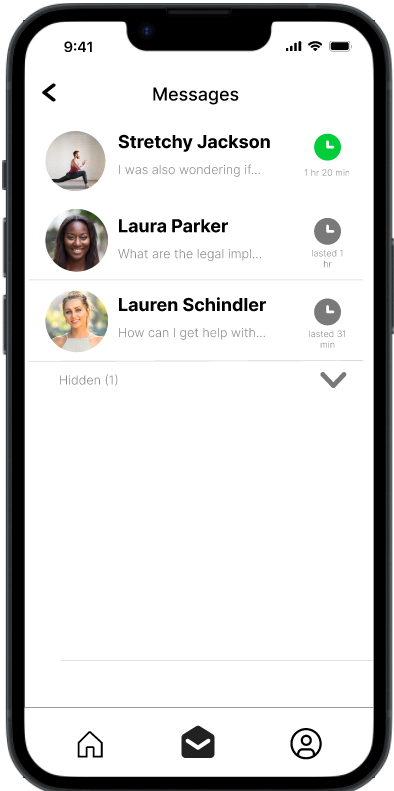 9:41
Messages
Stretchy Jackson
I was also wondering if...
1 hr 20 min
Laura Parker
What are the legal impl...
lasted 1
hr
Lauren Schindler
How can I get help with...
lasted 31
min
Hidden (1)